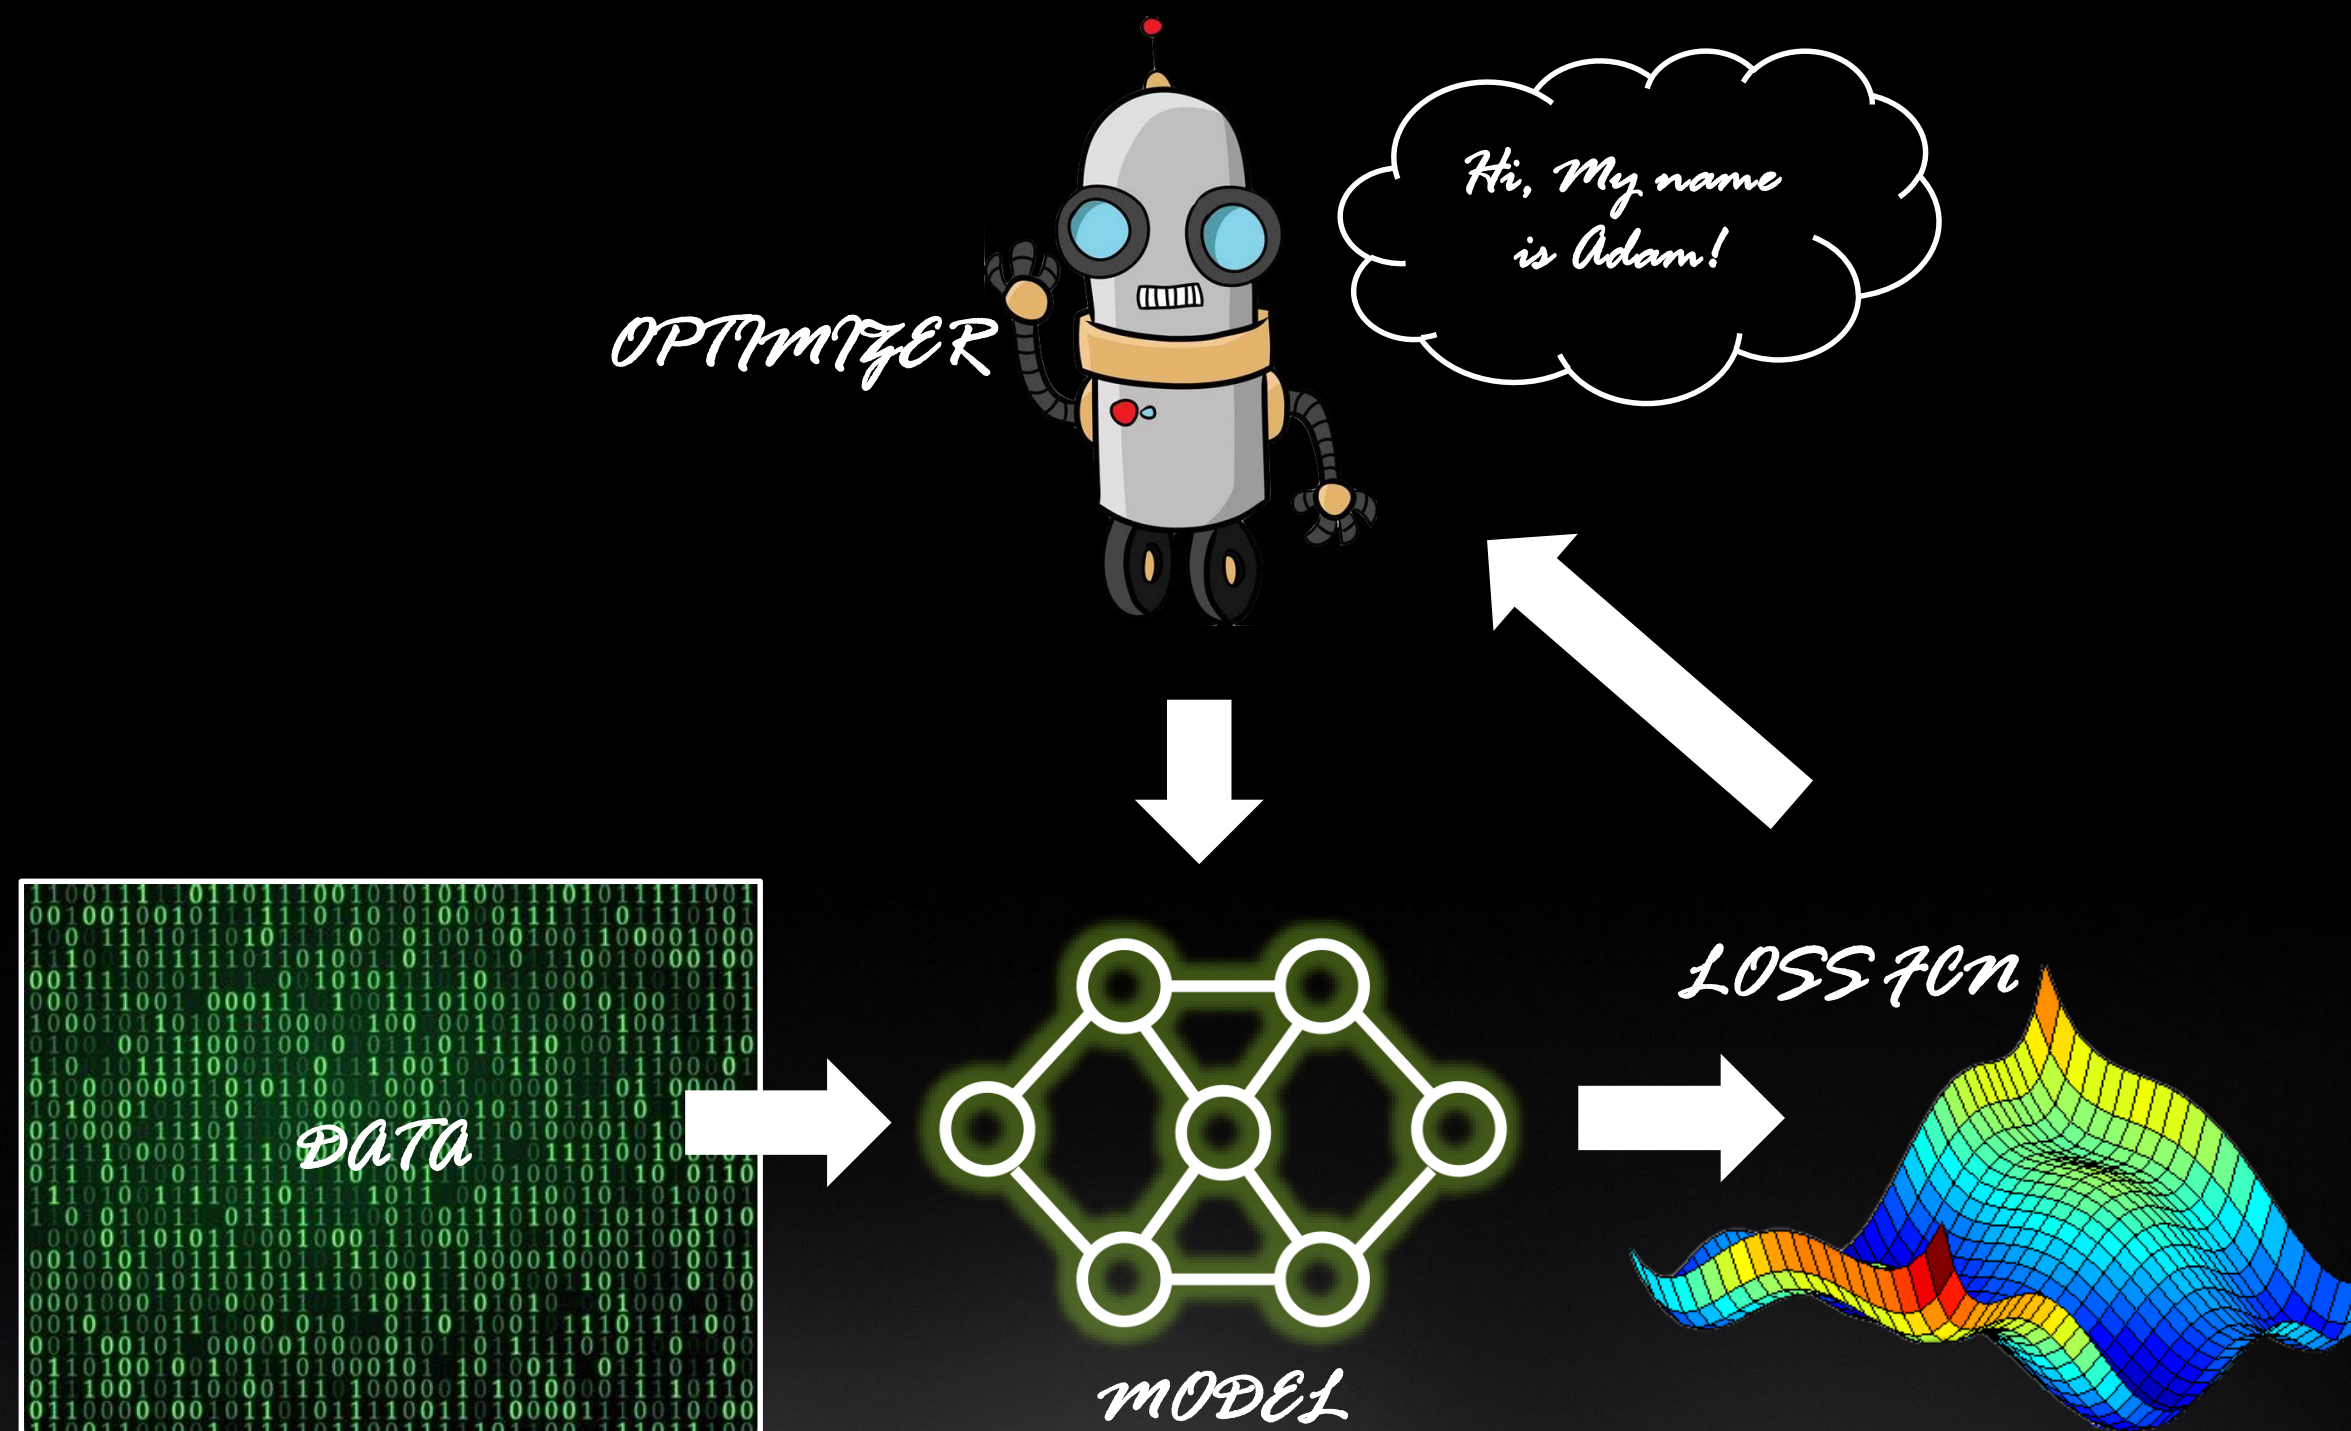 Hi, My name
is Adam!
OPTIMIZER
LOSS FCN
DATA
MODEL